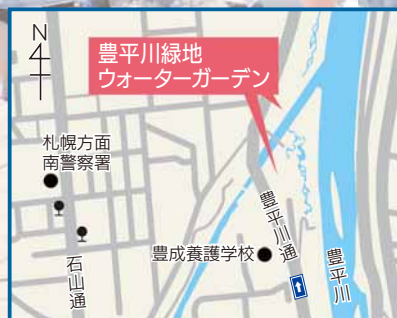 N
豊平川緑地
ウォーターガーデン
札幌方面
南警察署
豊平川通
豊成養護学校
石山通
豊平川